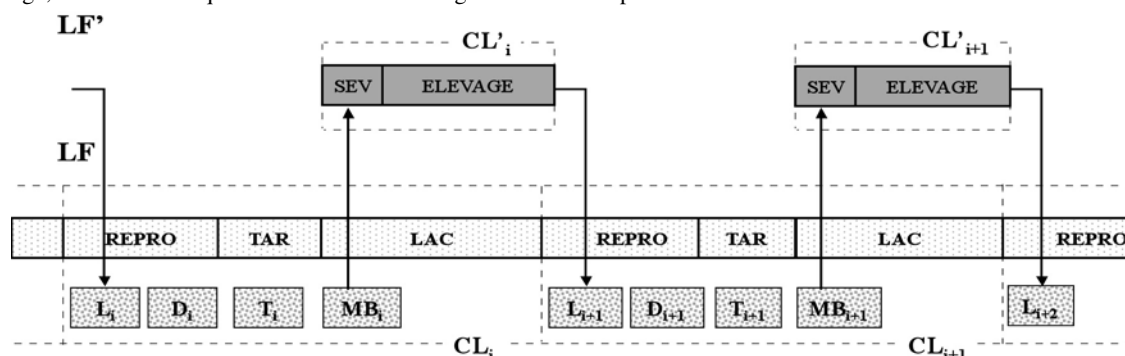 LF'
CL'i CL'i+1
SEV ELEVAGE SEV ELEVAGE
LF
REPRO TAR LAC REPRO TAR LAC REPRO
Li Di Ti MBi Li+1 Di+1 Ti+1 MBi+1 Li+2
CLi CLi+1